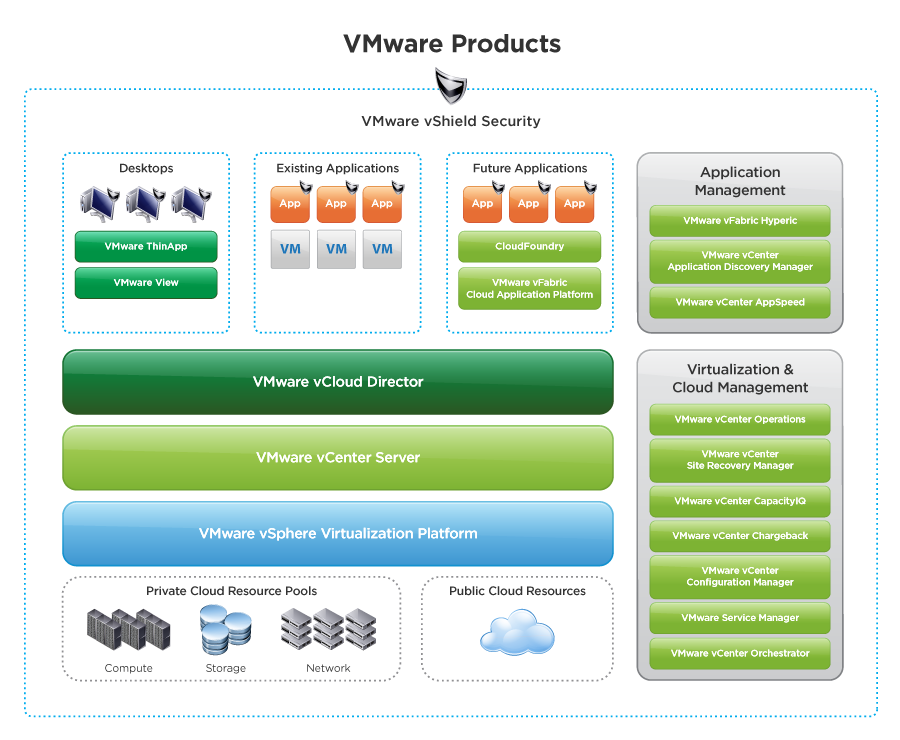 VMware Products
VMware vShield Security
Desktops
VMware ThinApp
VMware View
Existing Applications
App App App
VM VM VM
Future Applications
App App App
CloudFoundry
VMware vFabric
Cloud Application Platform
Application
Management
VMware vFabric Hyperic
VMware vCenter
Application Discovery Manager
VMware vCenter AppSpeed
VMware vCloud Director
VMware vCenter Server
VMware vSphere Virtualization Platform
Virtualization &
Cloud Management
VMware vCenter Operations
VMware vCenter
Site Recovery Manager
VMware vCenter CapacityIQ
VMware vCenter Chargeback
VMware vCenter
Configuration Manager
VMware Service Manager
VMware vCenter Orchestrator
Private Cloud Resource Pools
Compute Storage Network
Public Cloud Resources